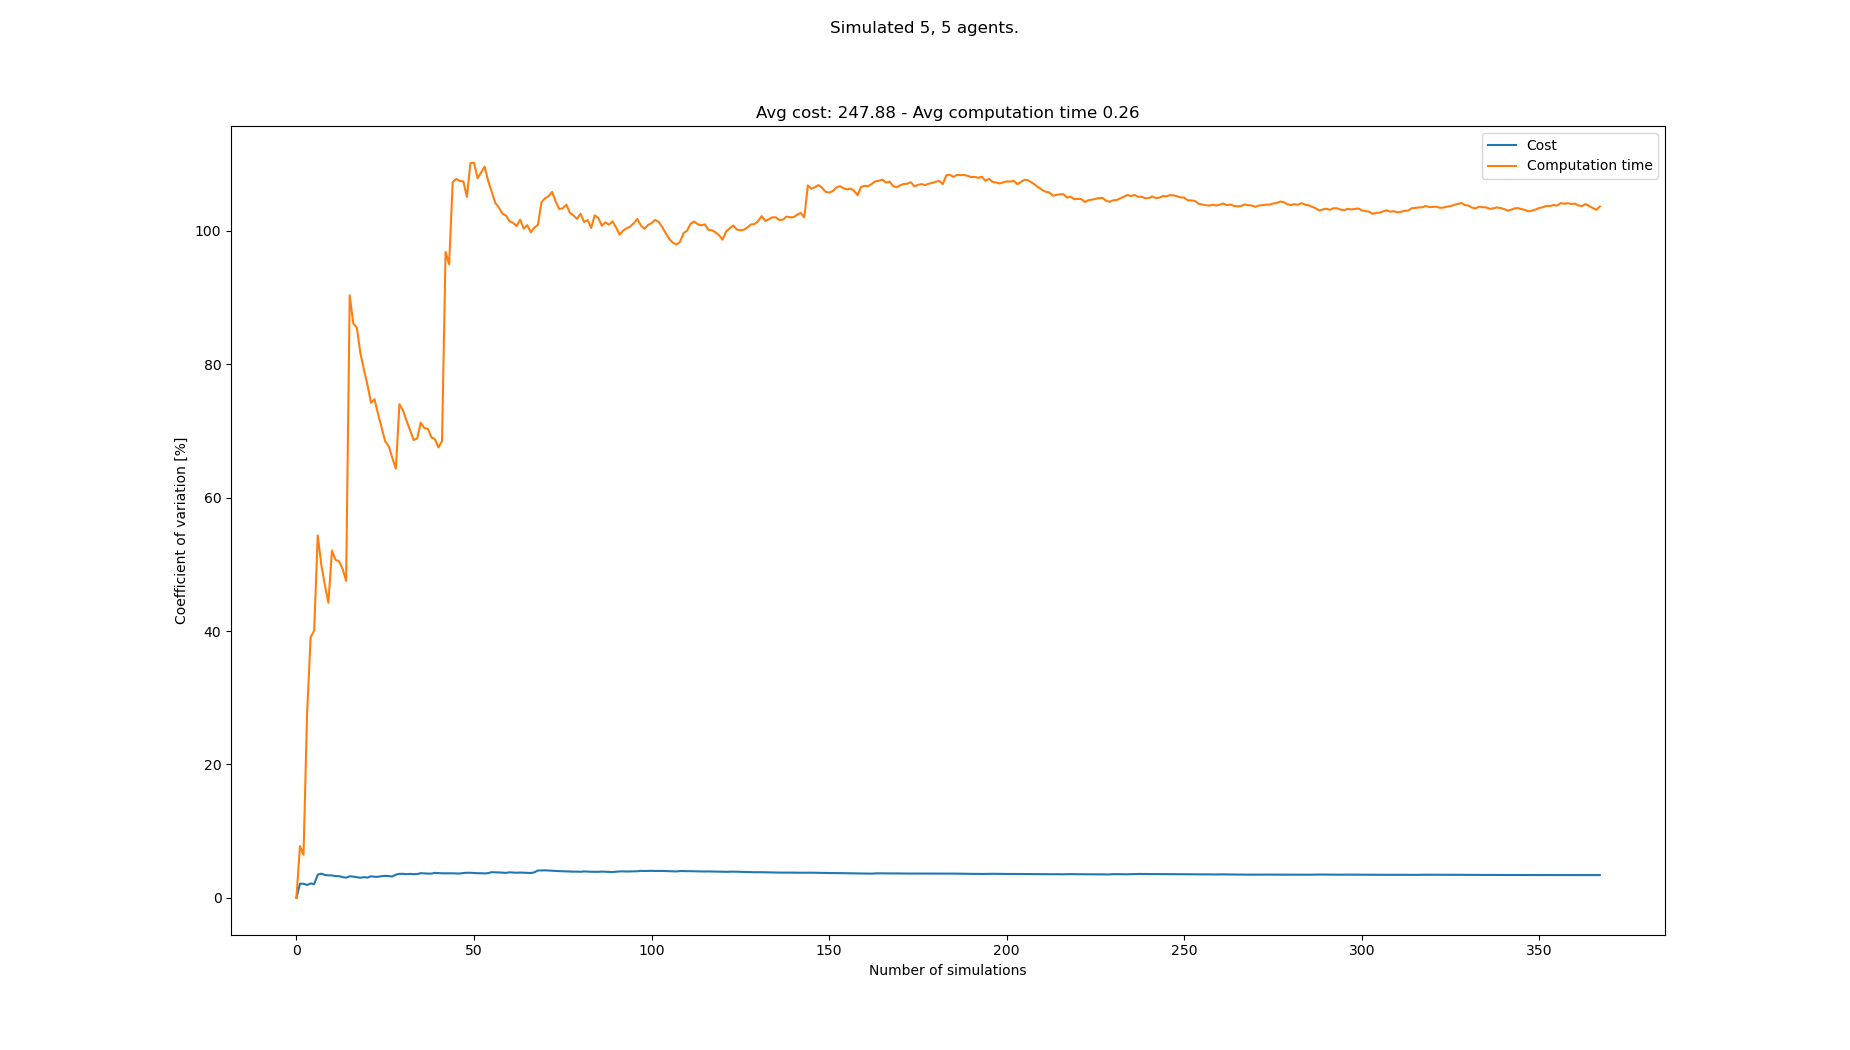 Simulated 5, 5 agents.
Avg cost: 247.88 - Avg computation time 0.26
Cost
Computation time
Coefficient of variation [%]
100
80
60
40
20
0
0 50 100 150 200 250 300 350
Number of simulations